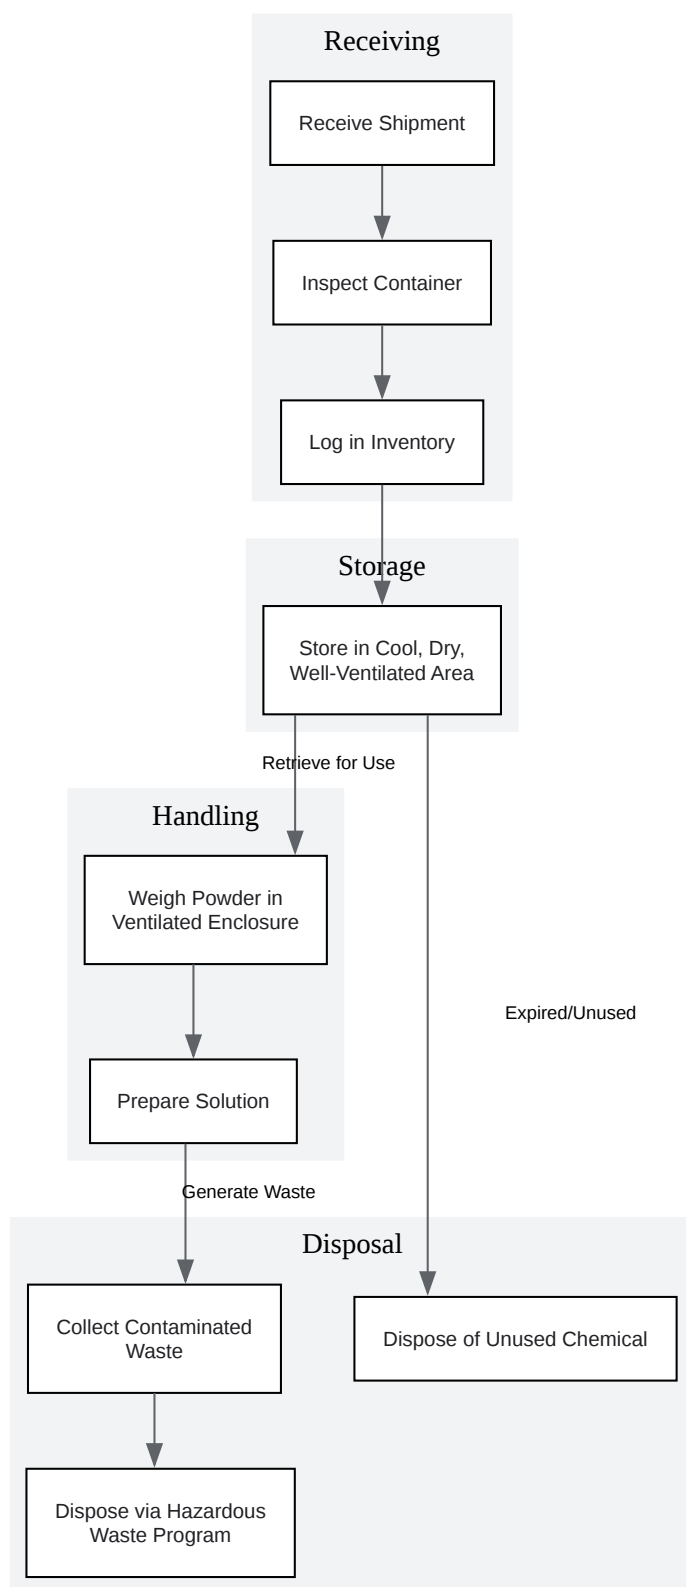 Receiving
Receive Shipment
Inspect Container
Log in Inventory
Storage
Store in Cool, Dry,
Well-Ventilated Area
Retrieve for Use
Handling
Weigh Powder in
Ventilated Enclosure
Expired/Unused
Prepare Solution
Generate Waste
Disposal
Collect Contaminated
Waste
Dispose of Unused Chemical
Dispose via Hazardous
Waste Program